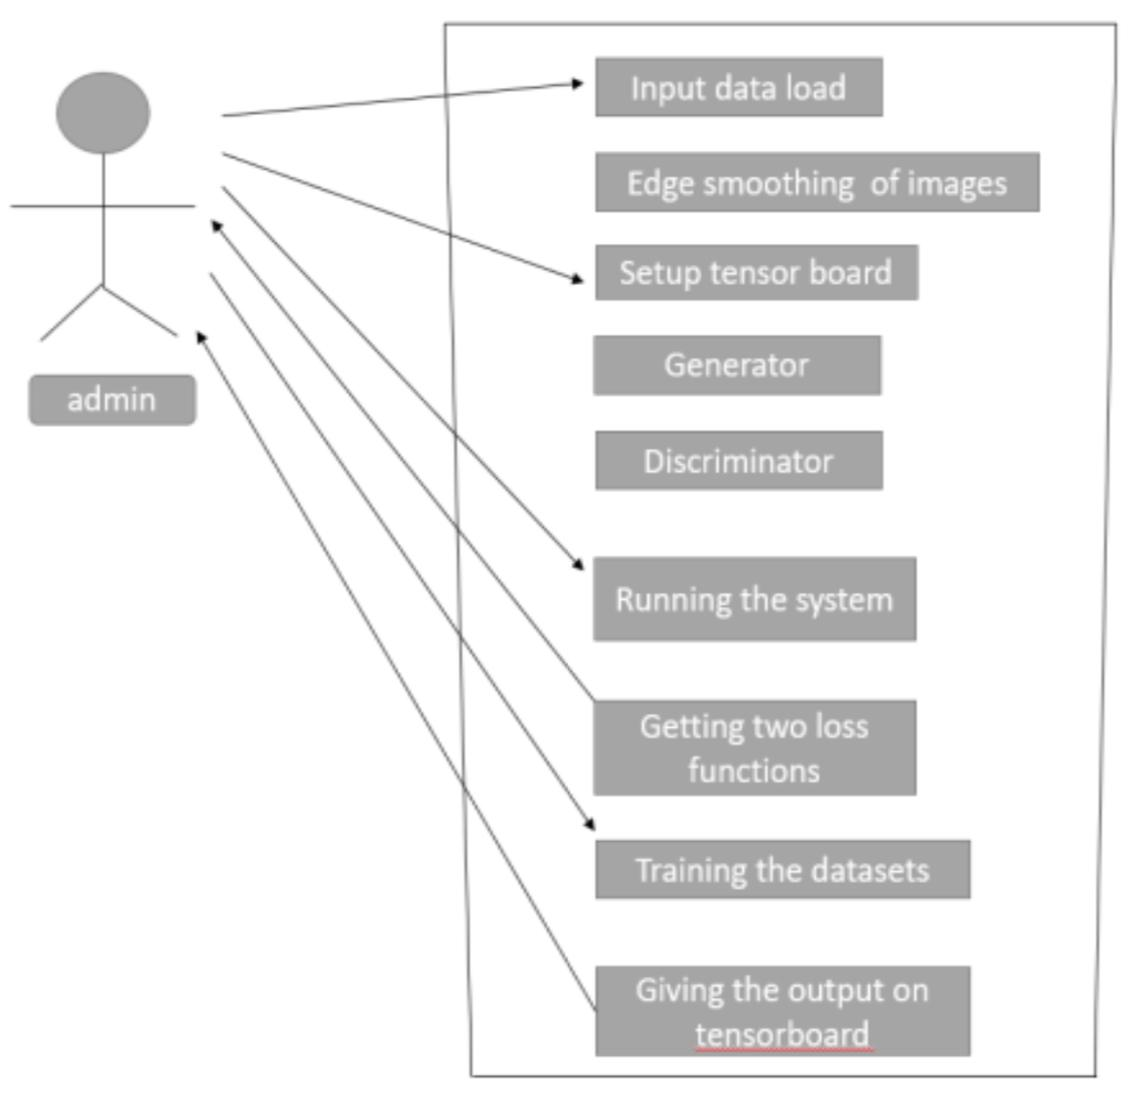 Input data load
Edge smoothing  of images
Setup tensor board
Generator
admin
Discriminator
Running the system
Getting two loss
functions
Training the datasets
Giving the output on
tensorboard